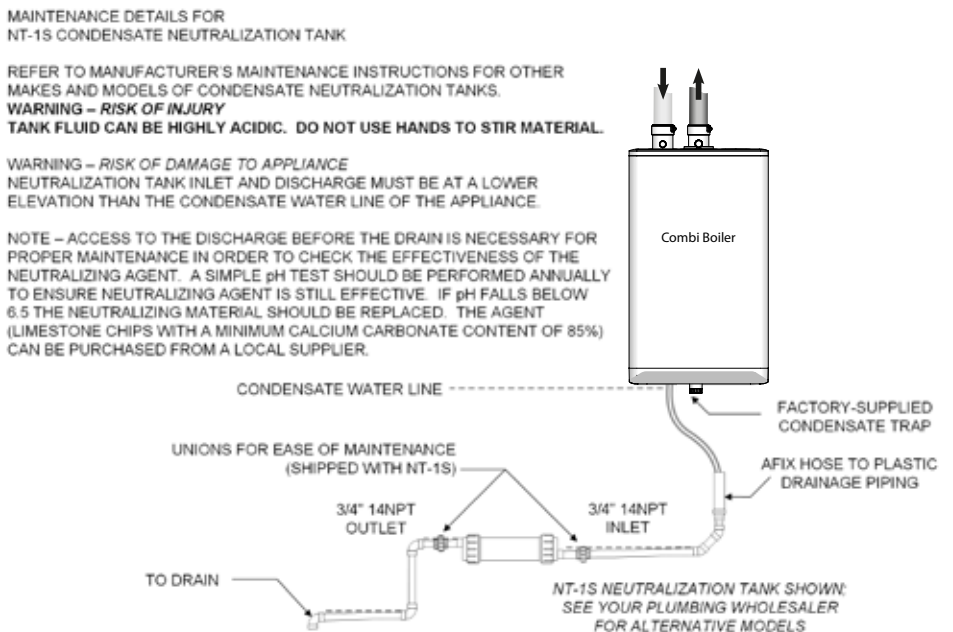 MAINTENANCE DETAILS FOR
NT-1S CONDENSATE NEUTRALIZATION TANK
REFER TO MANUFACTURER'S MAINTENANCE INSTRUCTIONS FOR OTHER
MAKES AND MODELS OF CONDENSATE NEUTRALIZATION TANKS.
WARNING – RISK OF INJURY
TANK FLUID CAN BE HIGHLY ACIDIC. DO NOT USE HANDS TO STIR MATERIAL.
WARNING – RISK OF DAMAGE TO APPLIANCE
NEUTRALIZATION TANK INLET AND DISCHARGE MUST BE AT A LOWER
ELEVATION THAN THE CONDENSATE WATER LINE OF THE APPLIANCE.
NOTE – ACCESS TO THE DISCHARGE BEFORE THE DRAIN IS NECESSARY FOR
PROPER MAINTENANCE IN ORDER TO CHECK THE EFFECTIVENESS OF THE
NEUTRALIZING AGENT. A SIMPLE pH TEST SHOULD BE PERFORMED ANNUALLY
TO ENSURE NEUTRALIZING AGENT IS STILL EFFECTIVE. IF pH FALLS BELOW
6.5 THE NEUTRALIZING MATERIAL SHOULD BE REPLACED. THE AGENT
(LIMESTONE CHIPS WITH A MINIMUM CALCIUM CARBONATE CONTENT OF 85%)
CAN BE PURCHASED FROM A LOCAL SUPPLIER.
Combi Boiler
CONDENSATE WATER LINE
FACTORY-SUPPLIED
CONDENSATE TRAP
UNIONS FOR EASE OF MAINTENANCE
(SHIPPED WITH NT-1S)
AFIX HOSE TO PLASTIC
DRAINAGE PIPING
3/4" 14NPT
OUTLET
3/4" 14NPT
INLET
TO DRAIN
NT-1S NEUTRALIZATION TANK SHOWN;
SEE YOUR PLUMBING WHOLESALER
FOR ALTERNATIVE MODELS